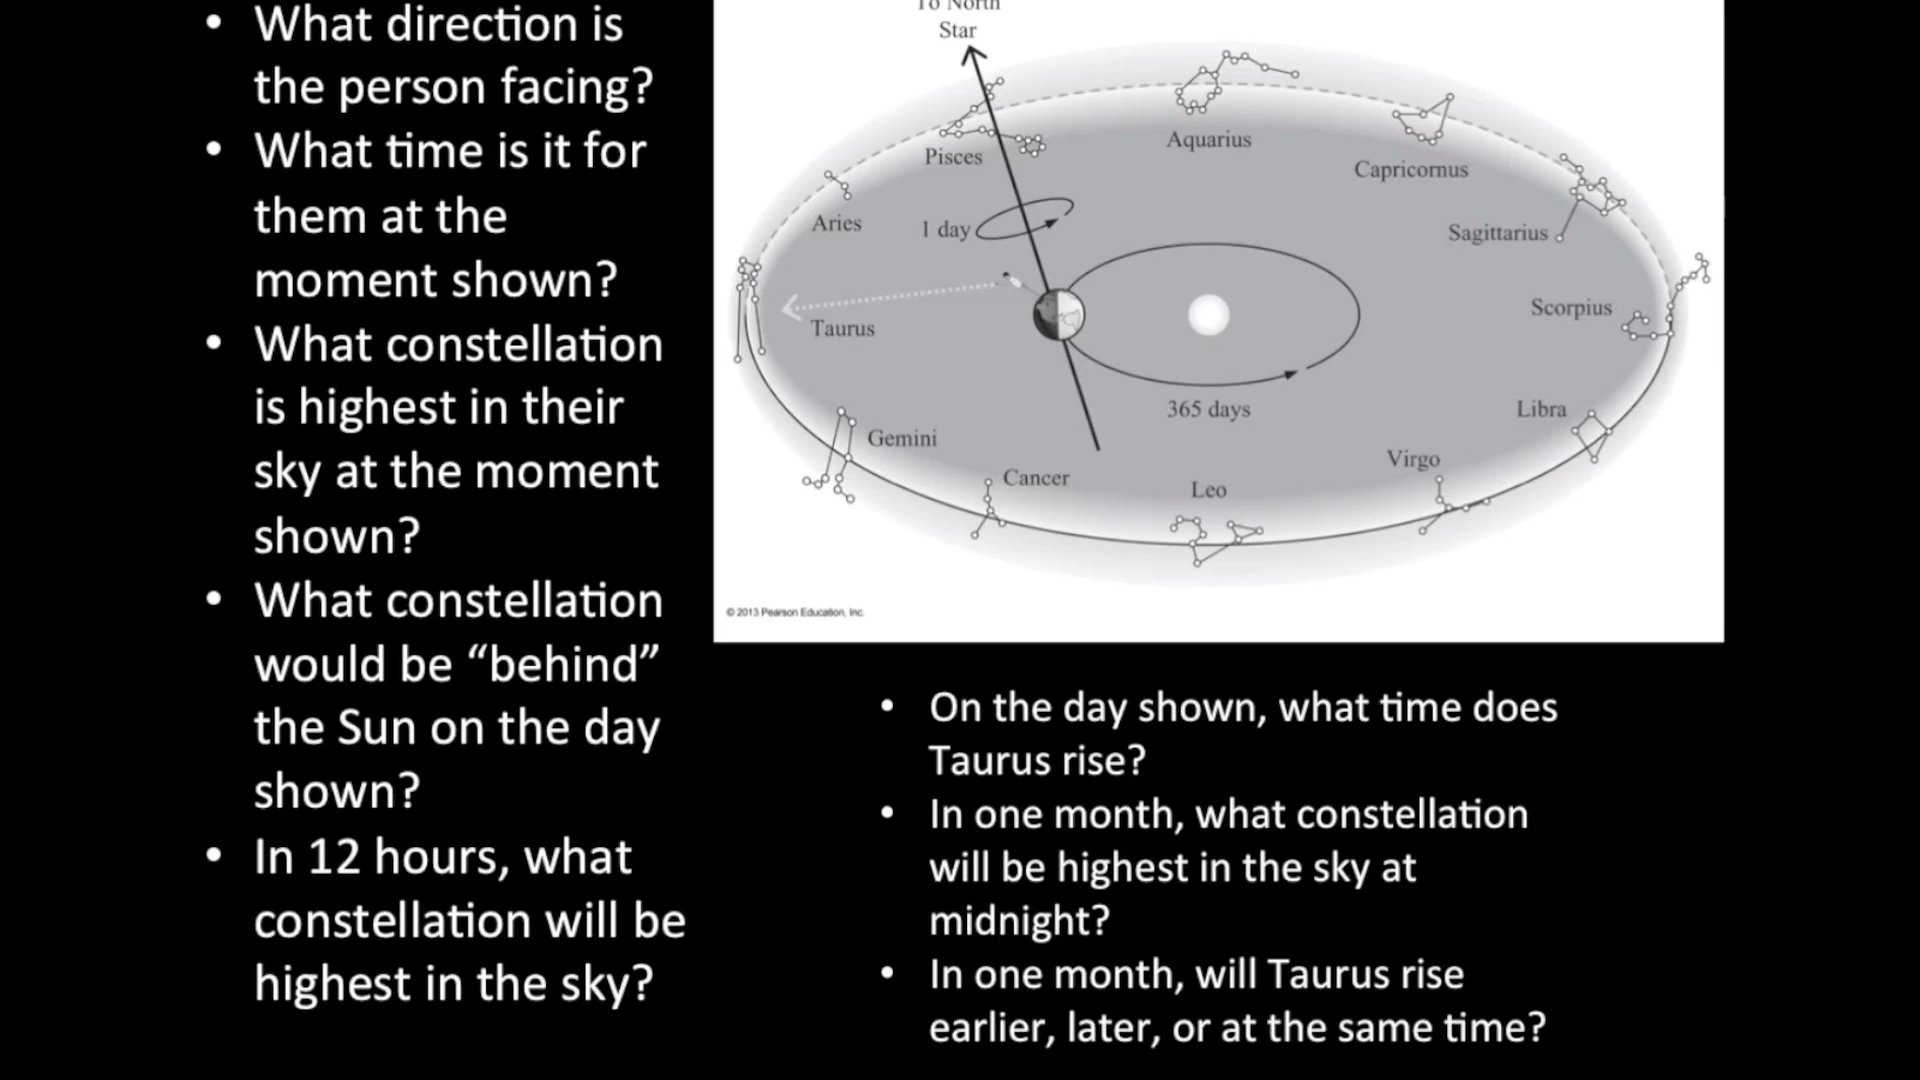 What direction is
the person facing?
What time is it for
them at the
moment shown?
What constellation
is highest in their
sky at the moment
shown?
What constellation
would be “behind”
the Sun on the day
shown?
In 12 hours, what
constellation will be
highest in the sky?
To North
Star
Aquarius
Pisces
Capricornus
Aries
1 day
Sagittarius
Taurus
Scorpius
365 days
Libra
Gemini
Virgo
Cancer
Leo
© 2013 Pearson Education, Inc.
On the day shown, what time does
Taurus rise?
In one month, what constellation
will be highest in the sky at
midnight?
In one month, will Taurus rise
earlier, later, or at the same time?